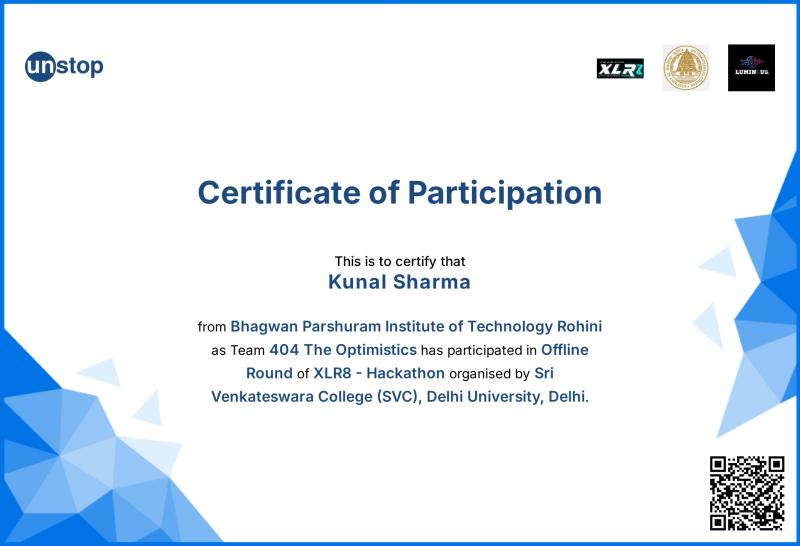 unstop
XLR8
LUMINOUS
Certificate of Participation
This is to certify that
Kunal Sharma
from Bhagwan Parshuram Institute of Technology Rohini
as Team 404 The Optimistics has participated in Offline
Round of XLR8 - Hackathon organised by Sri
Venkateswara College (SVC), Delhi University, Delhi.